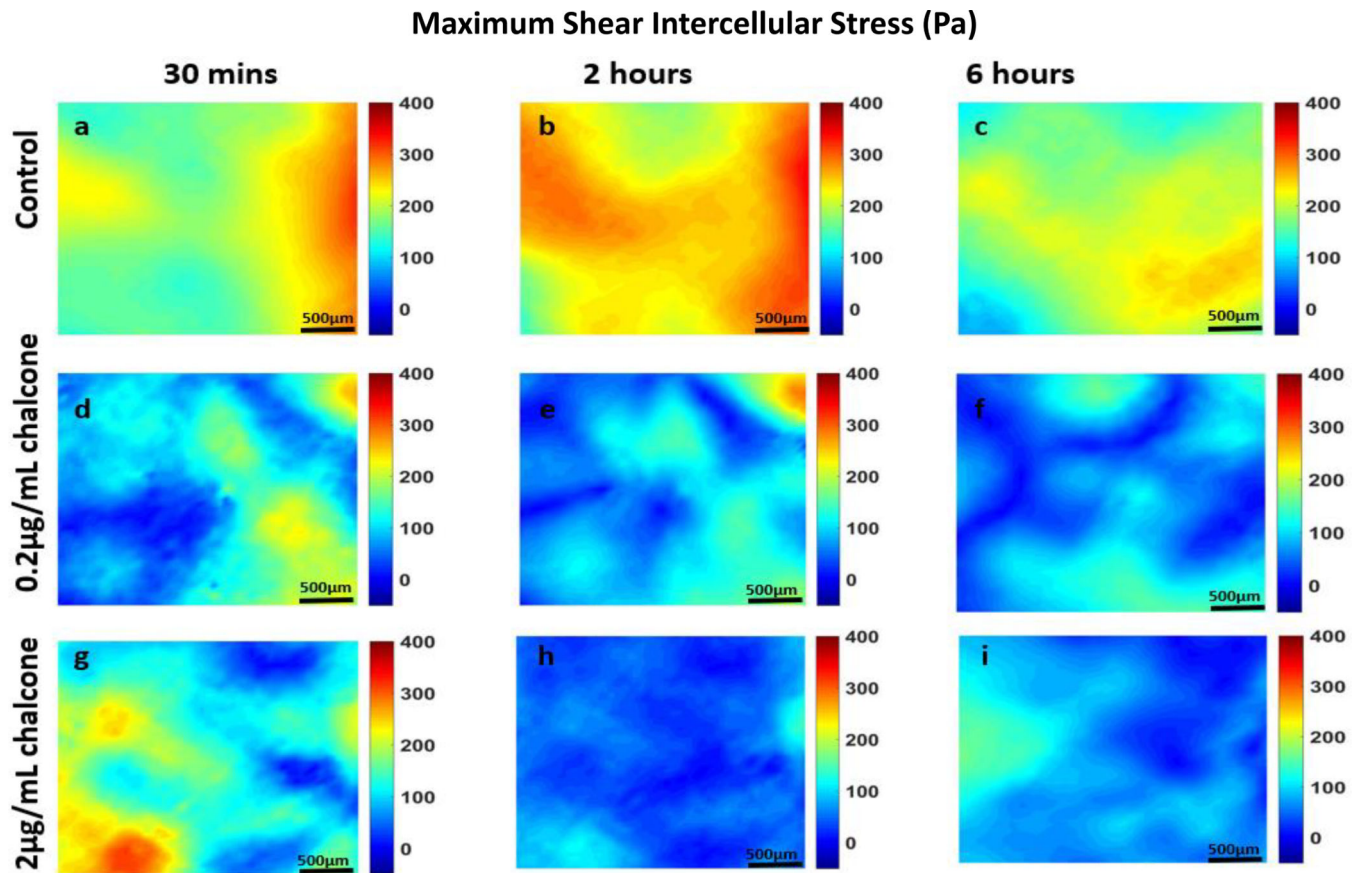 Maximum Shear Intercellular Stress (Pa)
30 mins
2 hours
6 hours
Control
a
500µm
400
300
200
100
0
b
500µm
400
300
200
100
0
c
500µm
400
300
200
100
0
0.2µg/mL chalcone
d
500µm
400
300
200
100
0
e
500µm
400
300
200
100
0
f
500µm
400
300
200
100
0
2µg/mL chalcone
g
500µm
400
300
200
100
0
h
500µm
400
300
200
100
0
i
500µm
400
300
200
100
0